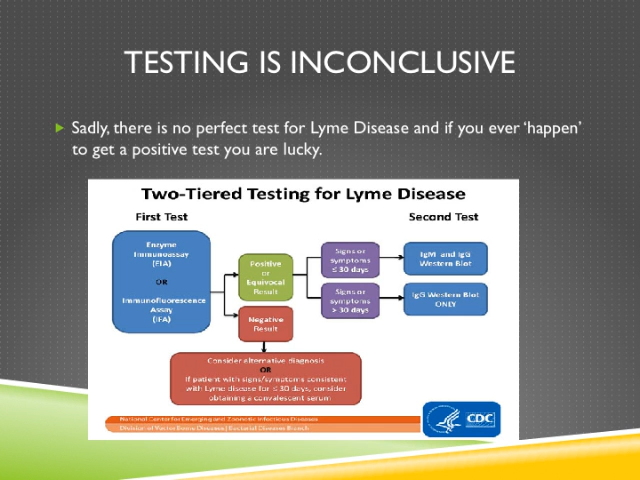 TESTING IS INCONCLUSIVE
Sadly, there is no perfect test for Lyme Disease and if you ever ‘happen’
to get a positive test you are lucky.
Two-Tiered Testing for Lyme Disease
First Test
Second Test
Enzyme
Immunoassay
(EIA)
OR
Immunofluorescence
Assay
(IFA)
Positive
or
Equivocal
Result
Negative
Result
Signs or
symptoms
≤ 30 days
Signs or
symptoms
> 30 days
IgM and IgG
Western Blot
IgG Western Blot
ONLY
Consider alternative diagnosis
OR
If patient with signs/symptoms consistent
with Lyme disease for ≤ 30 days, consider
obtaining a convalescent serum
National Center for Emerging and Zoonotic Infectious Diseases
Division of Vector Borne Diseases | Bacterial Diseases Branch
CDC